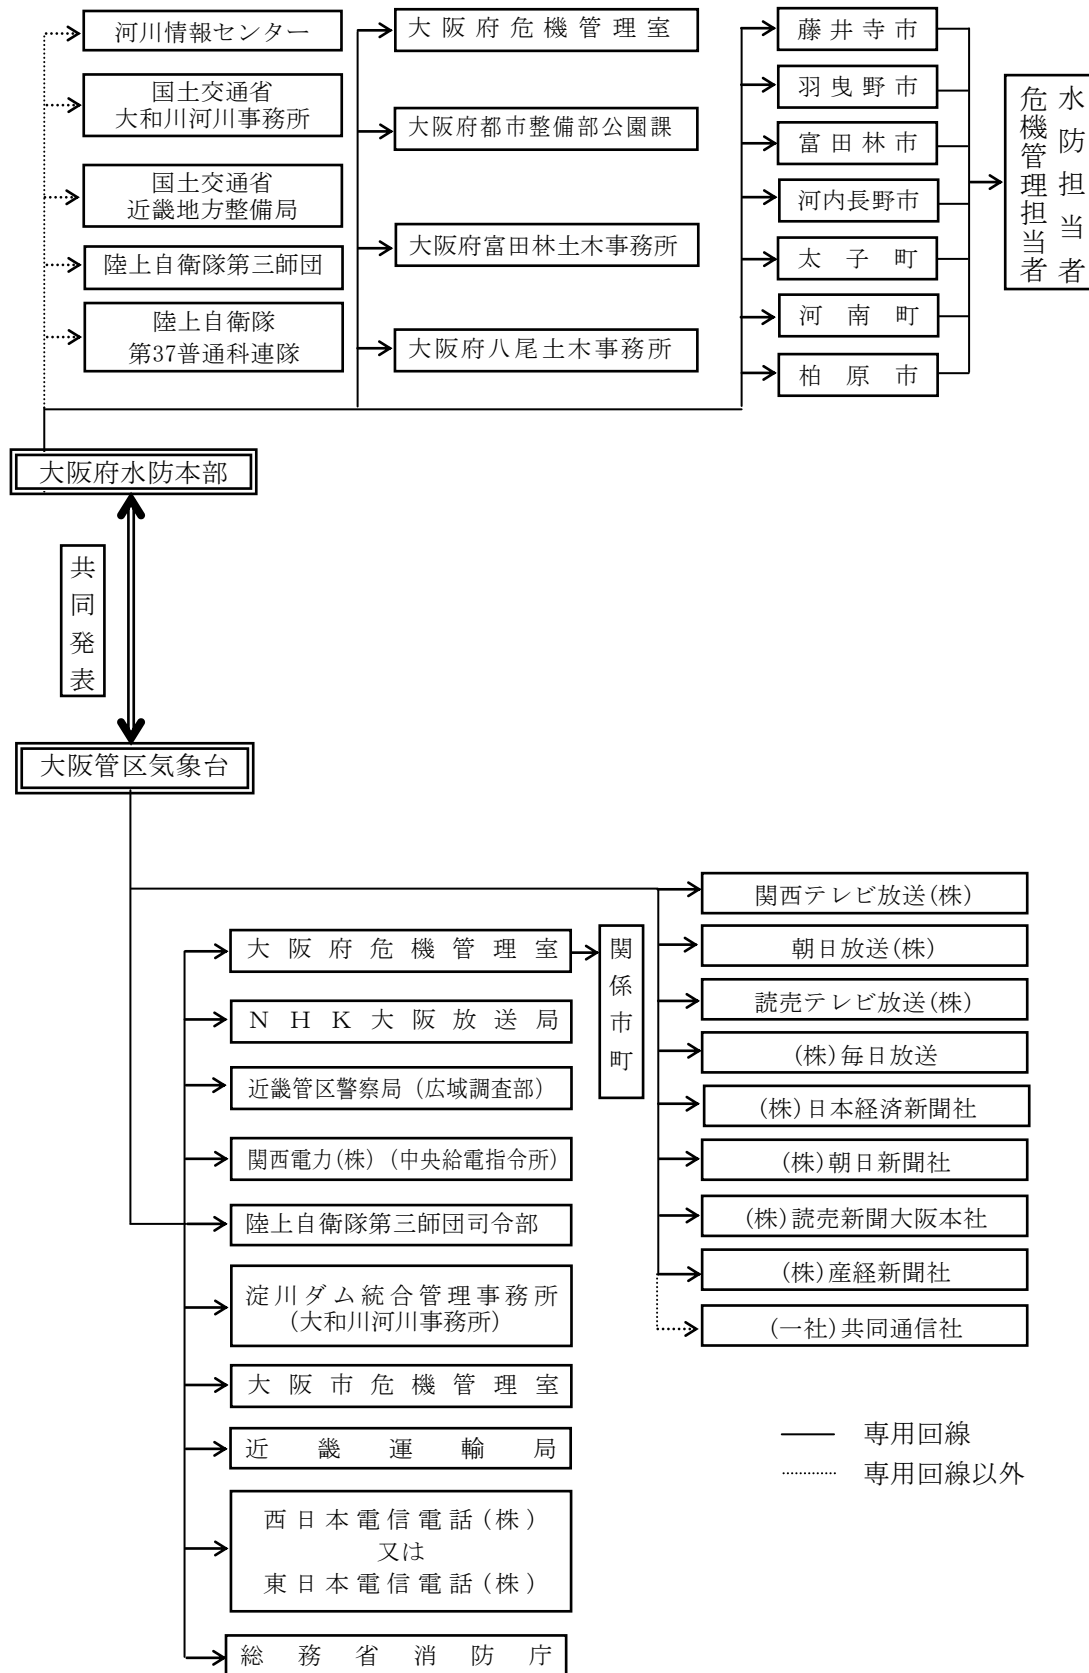 河川情報センター
国土交通省
大和川河川事務所
国土交通省
近畿地方整備局
陸上自衛隊第三師団
陸上自衛隊
第37普通科連隊
大阪府危機管理室
大阪府都市整備部公園課
大阪府富田林土木事務所
大阪府八尾土木事務所
藤井寺市
羽曳野市
富田林市
河内長野市
太子町
河南町
柏原市
水防担当者
危機管理担当者
大阪府水防本部
共同発表
大阪管区気象台
大阪府危機管理室
NHK大阪放送局
近畿管区警察局（広域調査部）
関西電力(株)（中央給電指令所）
陸上自衛隊第三師団司令部
淀川ダム統合管理事務所
(大和川河川事務所)
大阪市危機管理室
近畿運輸局
西日本電信電話(株)
又は
東日本電信電話(株)
総務省消防庁
関係市町
関西テレビ放送(株)
朝日放送(株)
読売テレビ放送(株)
(株)毎日放送
(株)日本経済新聞社
(株)朝日新聞社
(株)読売新聞大阪本社
(株)産経新聞社
(一社)共同通信社
専用回線
専用回線以外